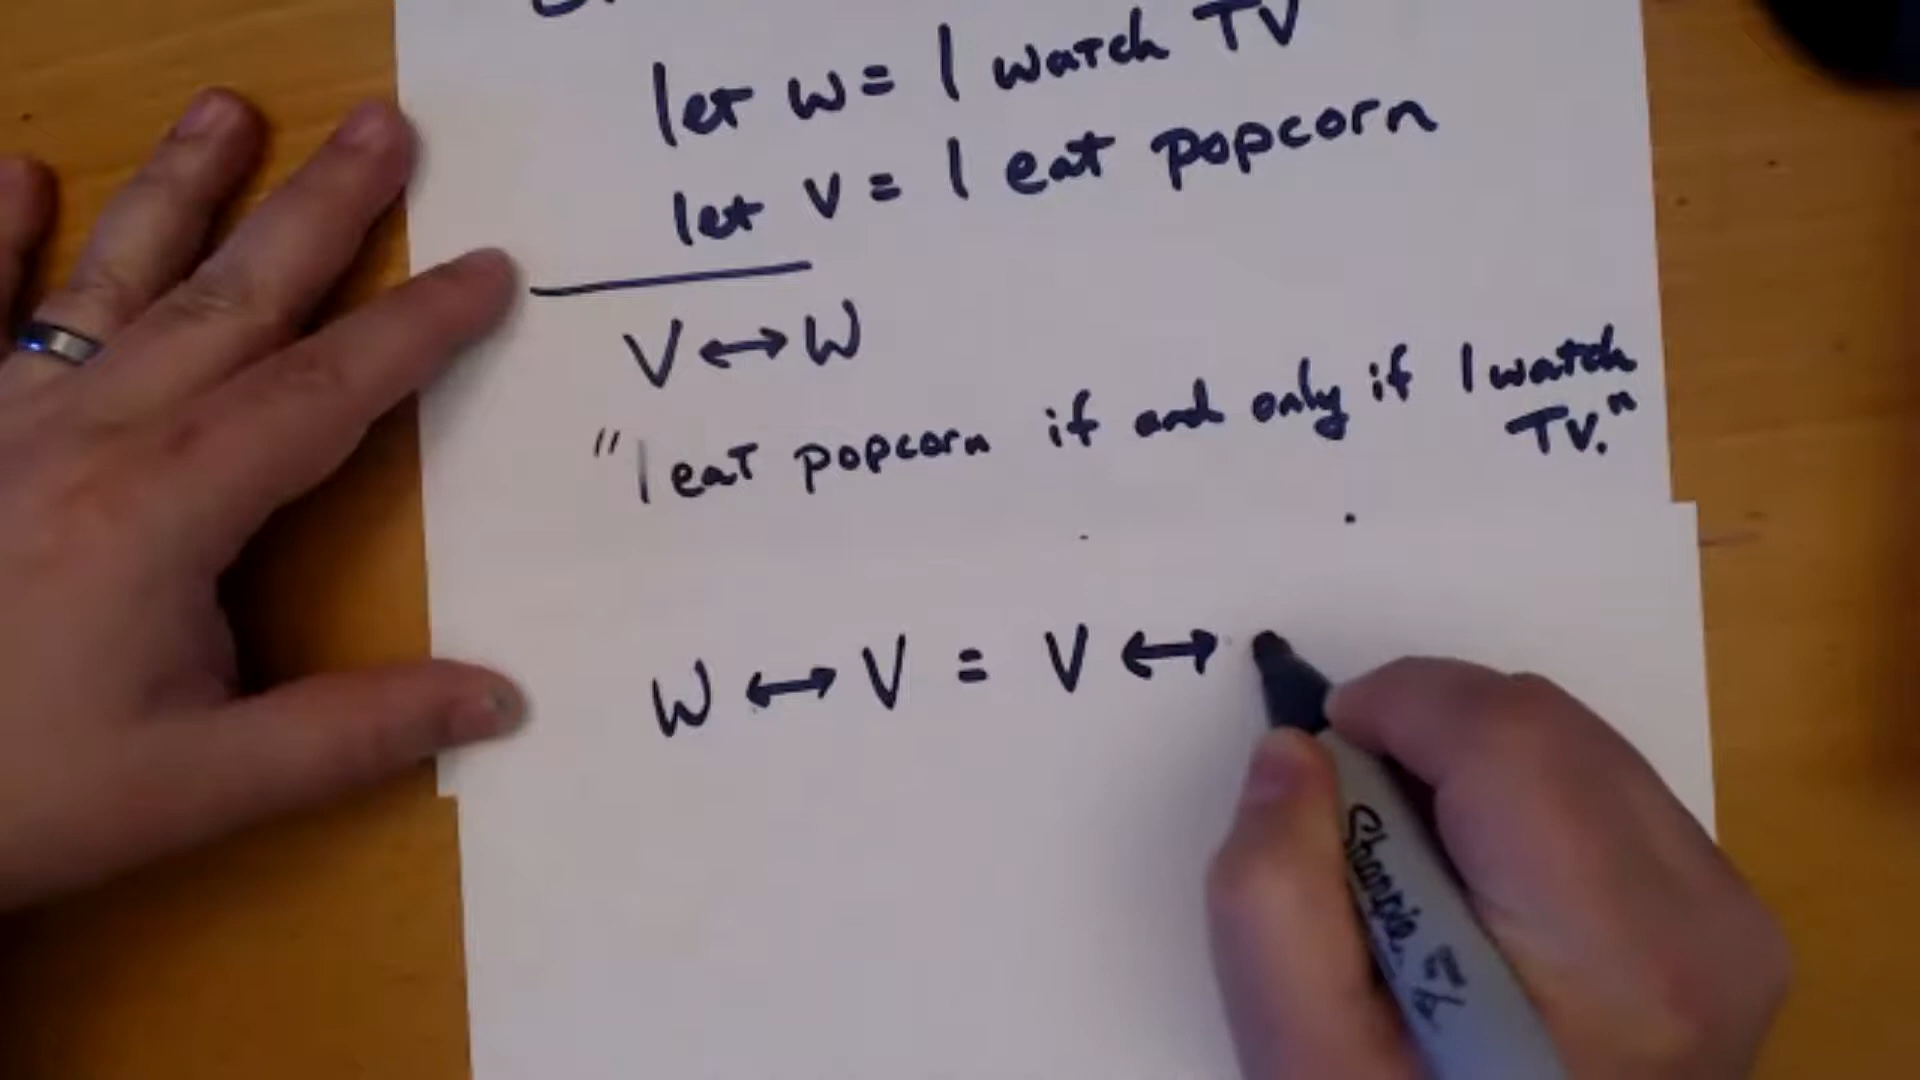 let w = I watch TV
let v = I eat popcorn
V ↔ W
"I eat popcorn if and only if I watch
TV."
W ↔ V = V ↔
Sharpie